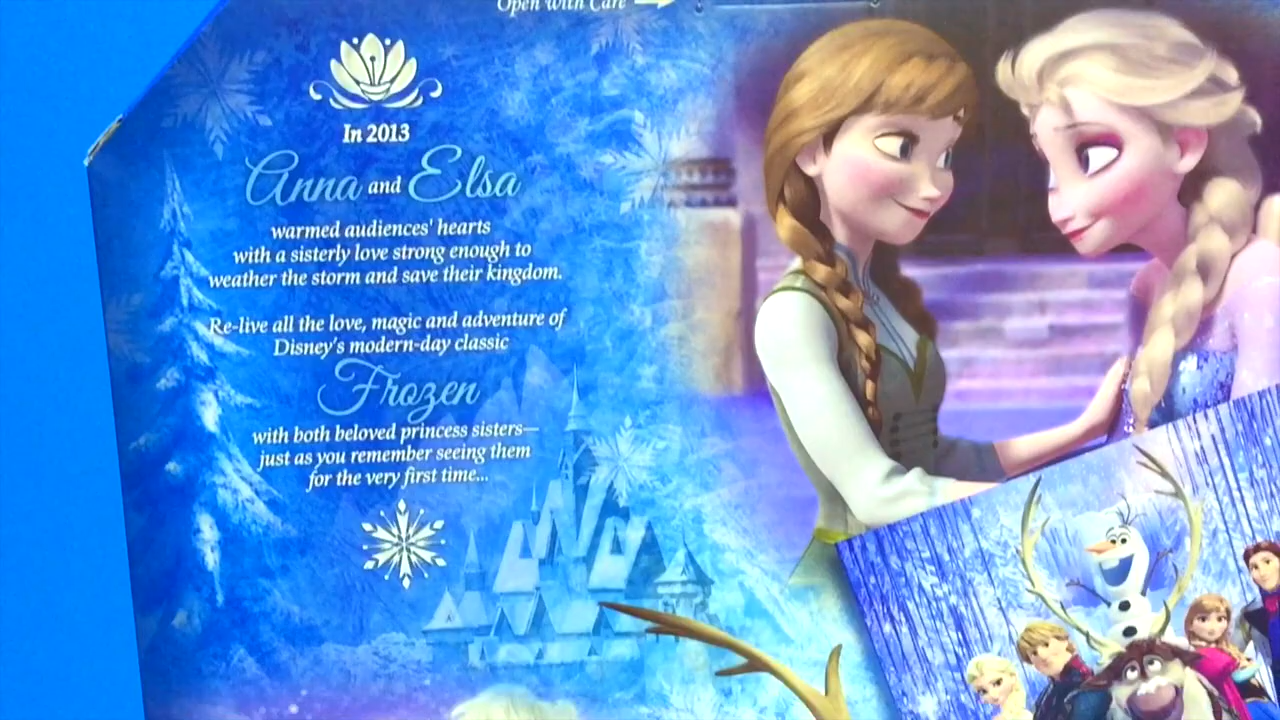 Open With Care
In 2013
Anna and Elsa
warmed audiences' hearts
with a sisterly love strong enough to
weather the storm and save their kingdom.
Re-live all the love, magic and adventure of
Disney's modern-day classic
Frozen
with both beloved princess sisters—
just as you remember seeing them
for the very first time...